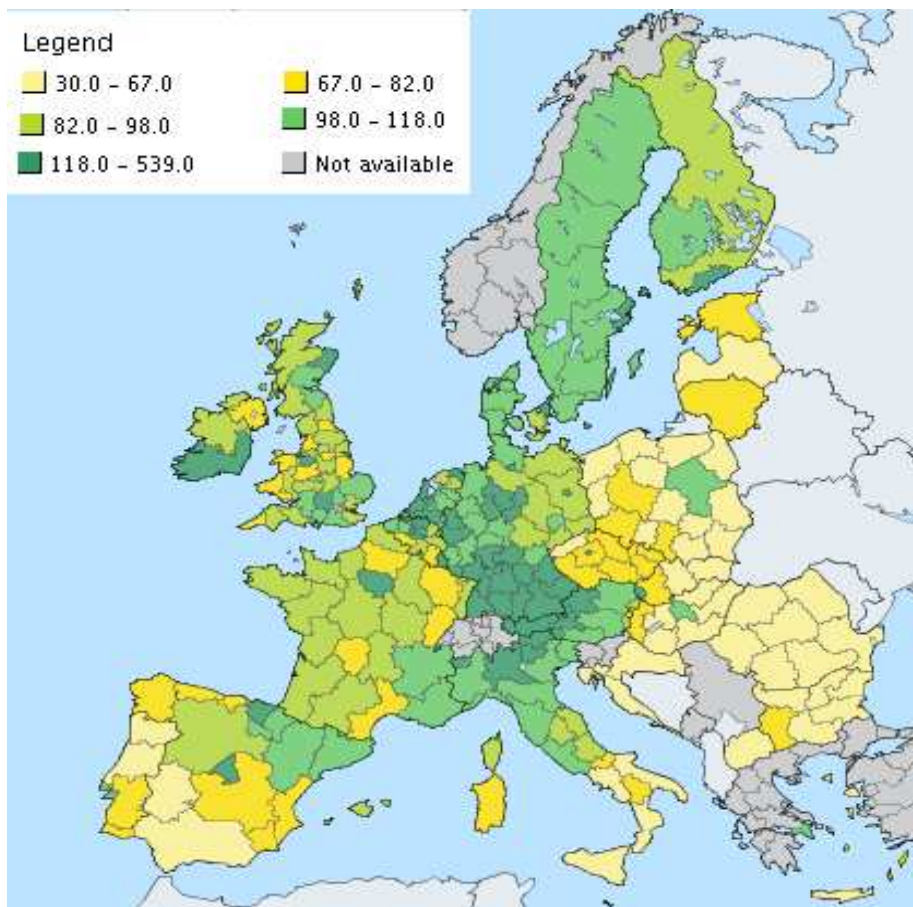 Legend
30.0 – 67.0
67.0 – 82.0
82.0 – 98.0
98.0 – 118.0
118.0 – 539.0
Not available